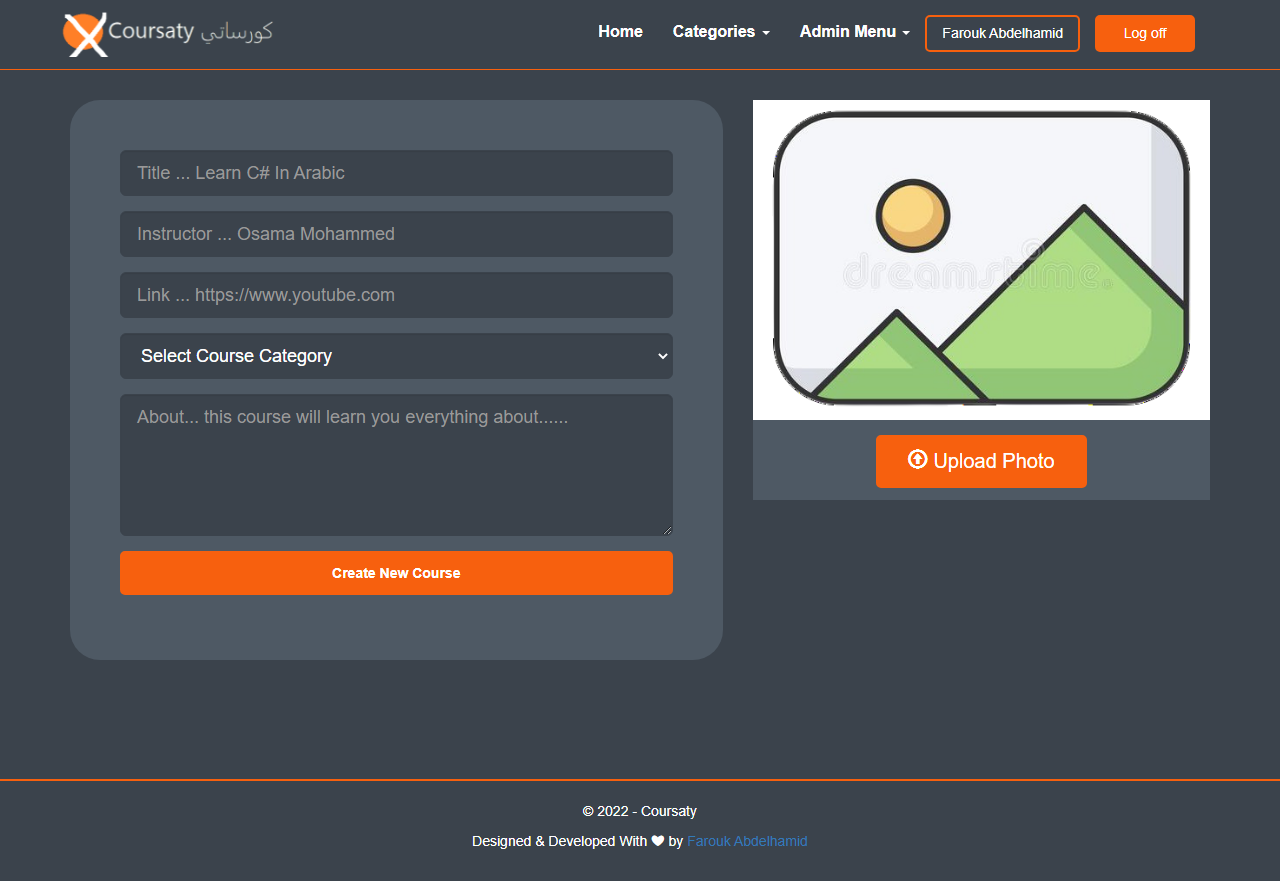 Coursaty كورساتي
Home
Categories
Admin Menu
Farouk Abdelhamid
Log off
Title ... Learn C# In Arabic
Instructor ... Osama Mohammed
Link ... https://www.youtube.com
Select Course Category
About... this course will learn you everything about......
Create New Course
dreamstime.
Upload Photo
© 2022 - Coursaty
Designed & Developed With ♥ by Farouk Abdelhamid